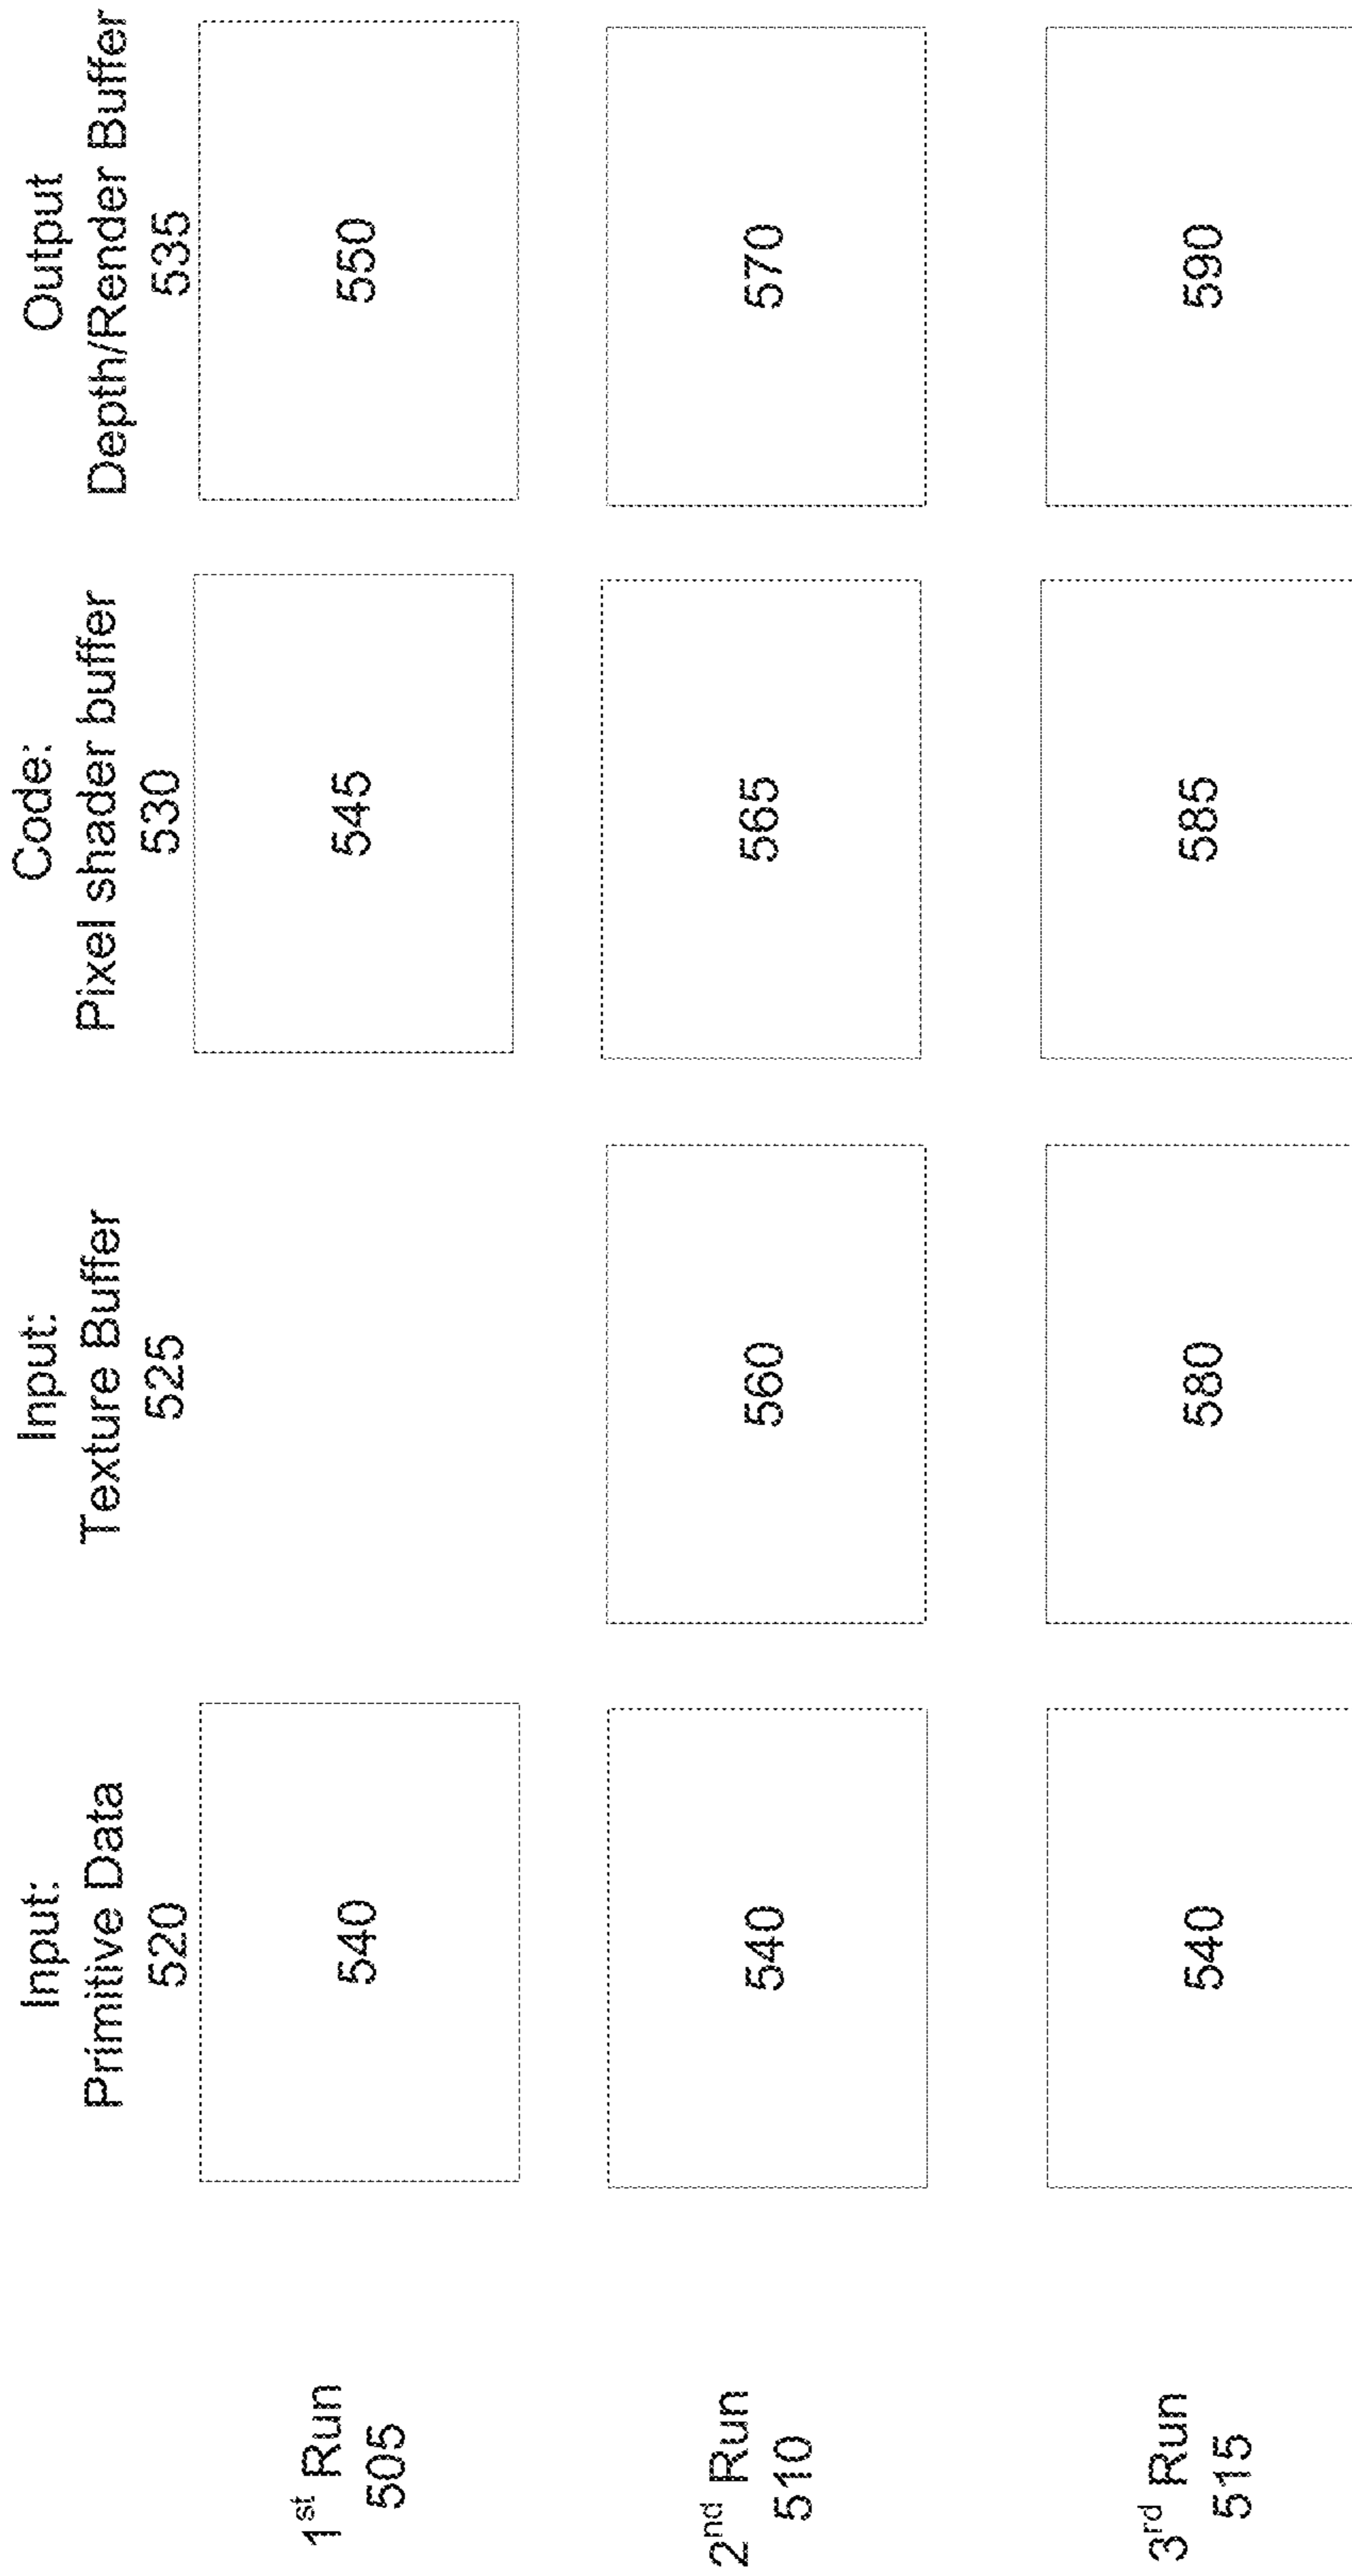 Input:
Primitive Data
520
Input:
Texture Buffer
525
Code:
Pixel shader buffer
530
Output
Depth/Render Buffer
535
1st Run
505
540
545
550
2nd Run
510
540
560
565
570
3rd Run
515
540
580
585
590